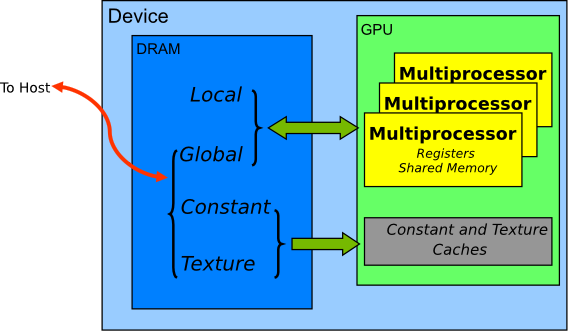 Device
DRAM
GPU
To Host
Local
Global
Constant
Texture
Multiprocessor
Multiprocessor
Multiprocessor
Registers
Shared Memory
Constant and Texture
Caches